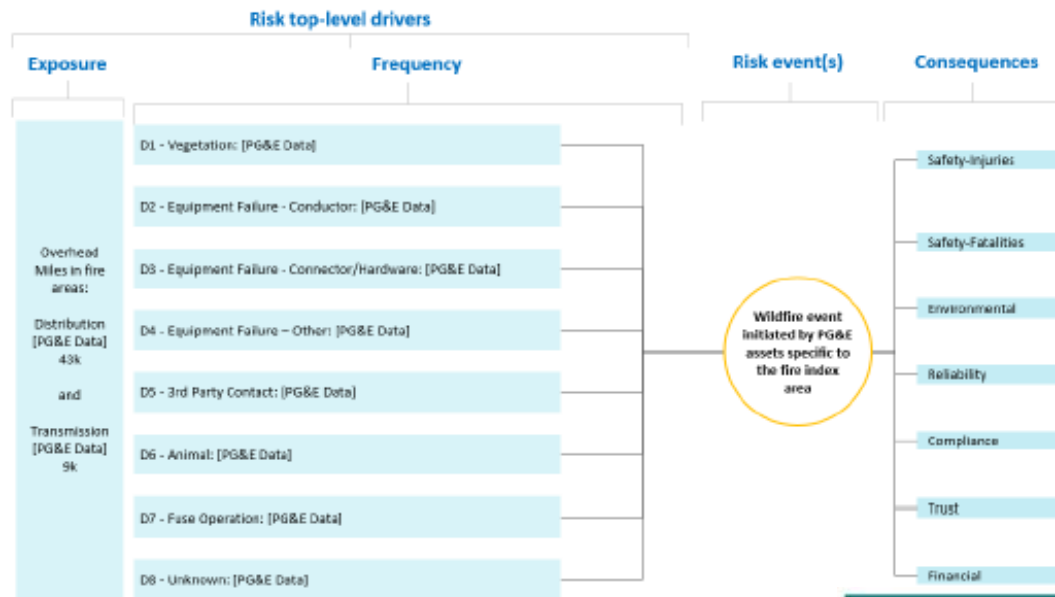 Risk top-level drivers
Exposure
Frequency
Risk event(s)
Consequences
Overhead
Miles in fire
areas:
Distribution
[PG&E Data]
43k
and
Transmission
[PG&E Data]
9k
D1 - Vegetation: [PG&E Data]
D2 - Equipment Failure - Conductor: [PG&E Data]
D3 - Equipment Failure - Connector/Hardware: [PG&E Data]
D4 - Equipment Failure – Other: [PG&E Data]
D5 - 3rd Party Contact: [PG&E Data]
D6 - Animal: [PG&E Data]
D7 - Fuse Operation: [PG&E Data]
D8 - Unknown: [PG&E Data]
Wildfire event
initiated by PG&E
assets specific to
the fire index
area
Safety-Injuries
Safety-Fatalities
Environmental
Reliability
Compliance
Trust
Financial